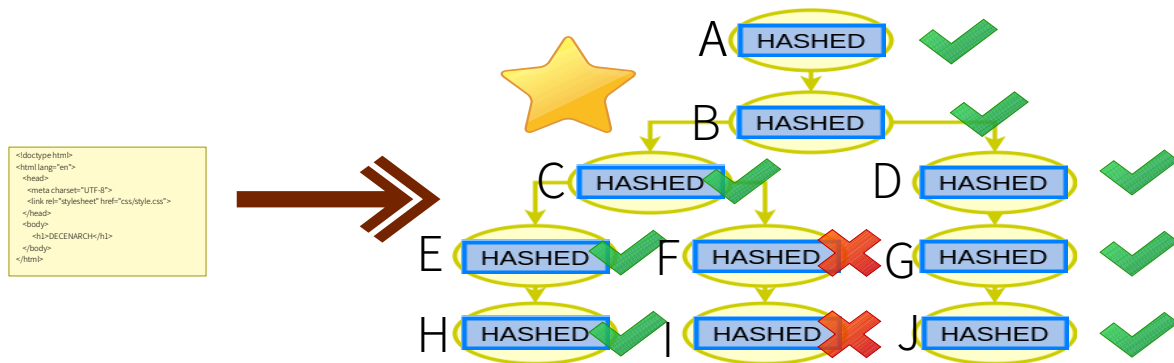 <!doctype html>
<html lang="en">
<head>
<meta charset="UTF-8">
<link rel="stylesheet" href="css/style.css">
</head>
<body>
<h1>DECENARCH</h1>
</body>
</html>
A HASHED
B HASHED
C HASHED
D HASHED
E HASHED
F HASHED
G HASHED
H HASHED
I HASHED
J HASHED